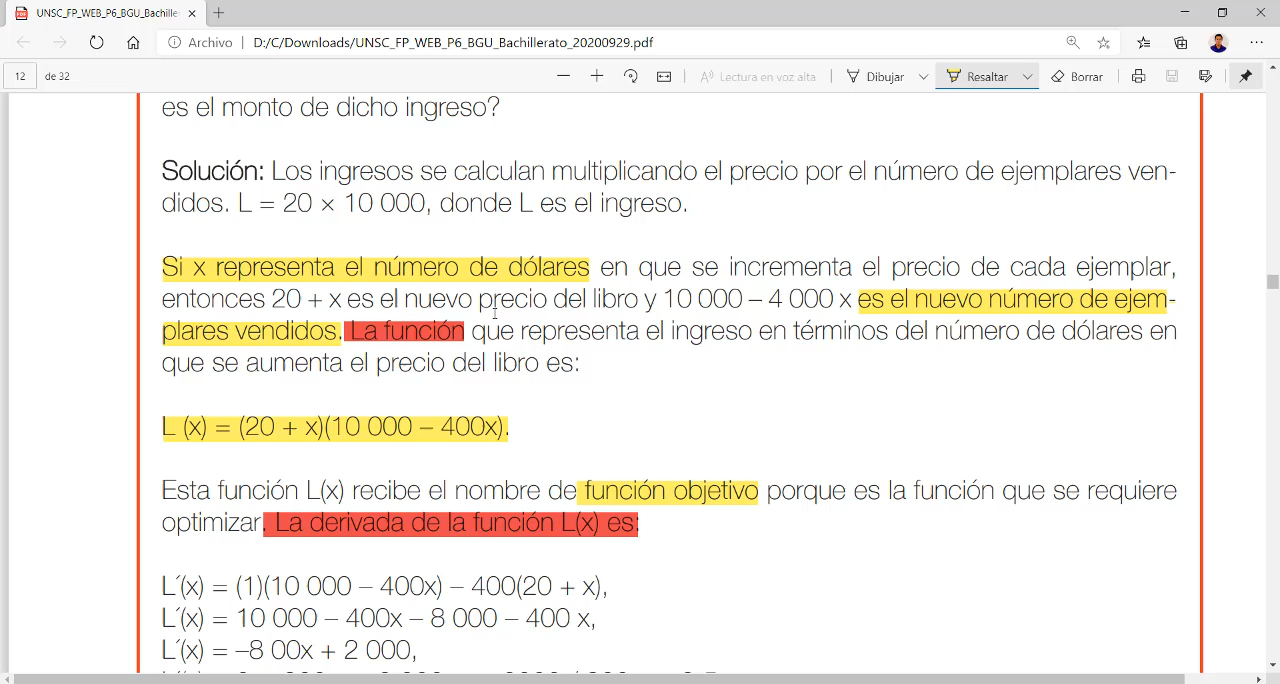 UNSC_FP_WEB_P6_BGU_Bachille
Archivo D:/C/Downloads/UNSC_FP_WEB_P6_BGU_Bachillerato_20200929.pdf
12 de 32 Lectura en voz alta Dibujar Resaltar Borrar
es el monto de dicho ingreso?
Solución: Los ingresos se calculan multiplicando el precio por el número de ejemplares ven-
didos. L = 20 × 10 000, donde L es el ingreso.
Si x representa el número de dólares en que se incrementa el precio de cada ejemplar,
entonces 20 + x es el nuevo precio del libro y 10 000 – 4 000 x es el nuevo número de ejem-
plares vendidos. La función que representa el ingreso en términos del número de dólares en
que se aumenta el precio del libro es:
L (x) = (20 + x)(10 000 – 400x).
Esta función L(x) recibe el nombre de función objetivo porque es la función que se requiere
optimizar. La derivada de la función L(x) es:
L´(x) = (1)(10 000 – 400x) – 400(20 + x),
L´(x) = 10 000 – 400x – 8 000 – 400 x,
L´(x) = –8 00x + 2 000,